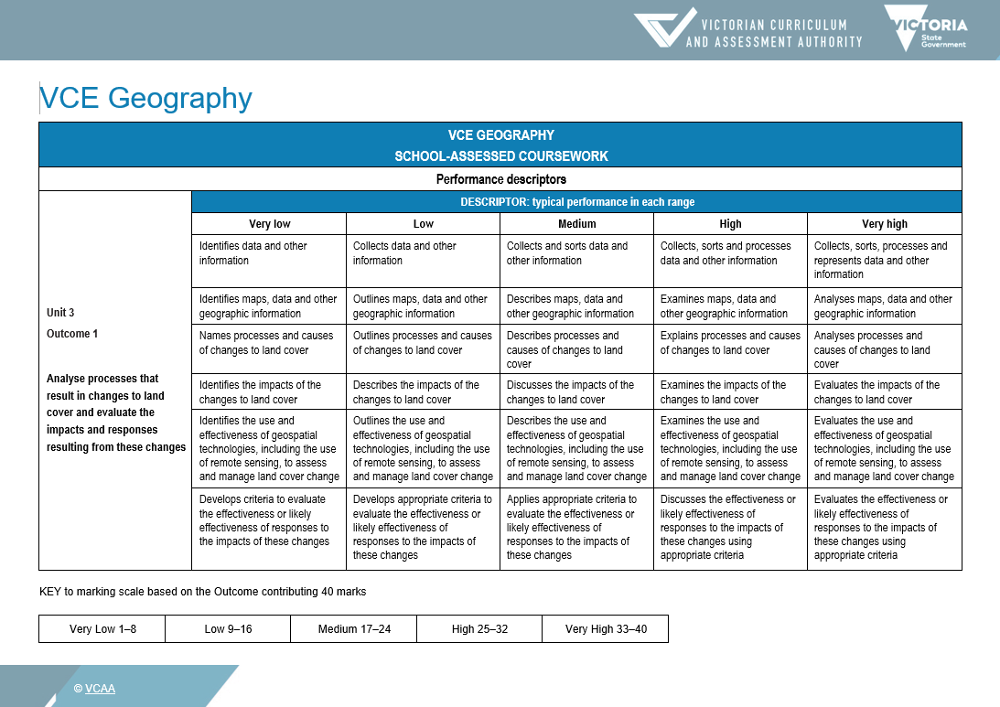 VICTORIAN CURRICULUM
AND ASSESSMENT AUTHORITY
VICTORIA
State
Government
VCE Geography
VCE GEOGRAPHY
SCHOOL-ASSESSED COURSEWORK
Performance descriptors
DESCRIPTOR: typical performance in each range
Very low
Low
Medium
High
Very high
Unit 3
Outcome 1
Analyse processes that
result in changes to land
cover and evaluate the
impacts and responses
resulting from these changes
Identifies data and other
information
Collects data and other
information
Collects and sorts data and
other information
Collects, sorts and processes
data and other information
Collects, sorts, processes and
represents data and other
information
Identifies maps, data and other
geographic information
Outlines maps, data and other
geographic information
Describes maps, data and
other geographic information
Examines maps, data and
other geographic information
Analyses maps, data and other
geographic information
Names processes and causes
of changes to land cover
Outlines processes and causes
of changes to land cover
Describes processes and
causes of changes to land
cover
Explains processes and causes
of changes to land cover
Analyses processes and
causes of changes to land
cover
Identifies the impacts of the
changes to land cover
Describes the impacts of the
changes to land cover
Discusses the impacts of the
changes to land cover
Examines the impacts of the
changes to land cover
Evaluates the impacts of the
changes to land cover
Identifies the use and
effectiveness of geospatial
technologies, including the use
of remote sensing, to assess
and manage land cover change
Outlines the use and
effectiveness of geospatial
technologies, including the use
of remote sensing, to assess
and manage land cover change
Describes the use and
effectiveness of geospatial
technologies, including the use
of remote sensing, to assess
and manage land cover change
Examines the use and
effectiveness of geospatial
technologies, including the use
of remote sensing, to assess
and manage land cover change
Evaluates the use and
effectiveness of geospatial
technologies, including the use
of remote sensing, to assess
and manage land cover change
Develops criteria to evaluate
the effectiveness or likely
effectiveness of responses to
the impacts of these changes
Develops appropriate criteria to
evaluate the effectiveness or
likely effectiveness of
responses to the impacts of
these changes
Applies appropriate criteria to
evaluate the effectiveness or
likely effectiveness of
responses to the impacts of
these changes
Discusses the effectiveness or
likely effectiveness of
responses to the impacts of
these changes using
appropriate criteria
Evaluates the effectiveness or
likely effectiveness of
responses to the impacts of
these changes using
appropriate criteria
KEY to marking scale based on the Outcome contributing 40 marks
Very Low 1–8
Low 9–16
Medium 17–24
High 25–32
Very High 33–40
© VCAA